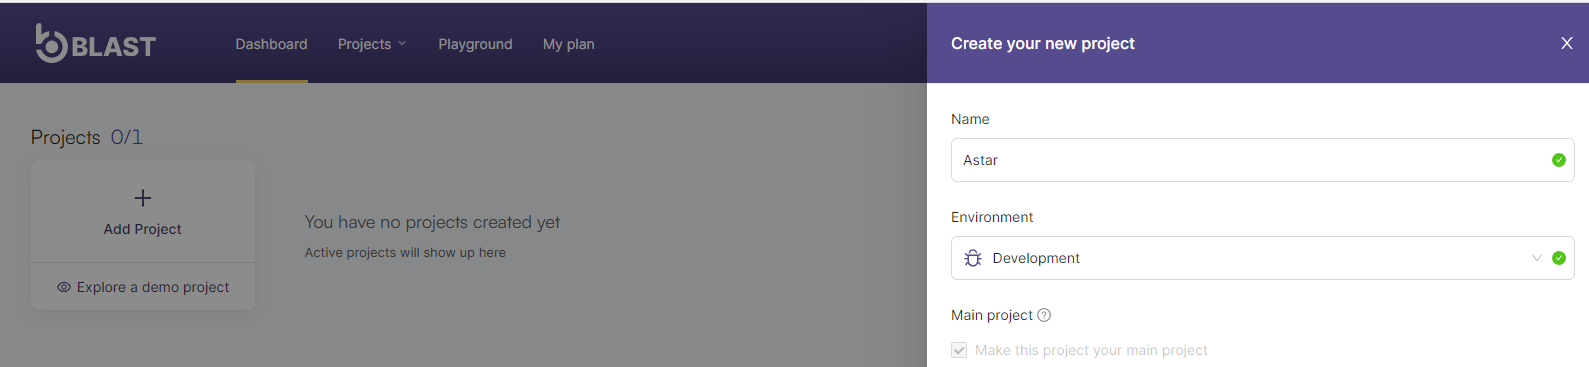 BLAST
Dashboard Projects Playground My plan
Projects 0/1
Add Project
Explore a demo project
You have no projects created yet
Active projects will show up here
Create your new project
Name
Astar
Environment
Development
Main project
Make this project your main project